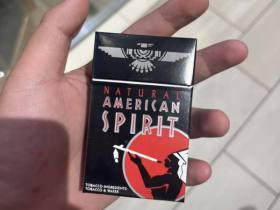 NATURAL
AMERICAN
SPIRIT
TOBACCO INGREDIENTS:
TOBACCO & WATER